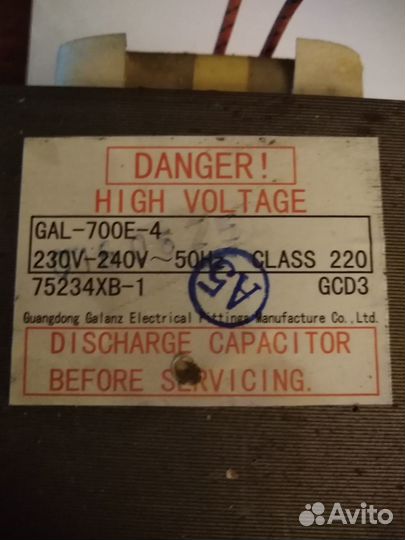 DANGER!
HIGH VOLTAGE
GAL-700E-4
230V-240V~50Hz CLASS 220
75234XB-1 GCD3
A5
Guangdong Galanz Electrical Fittings Manufacture Co.,Ltd.
DISCHARGE CAPACITOR
BEFORE SERVICING.
Avito